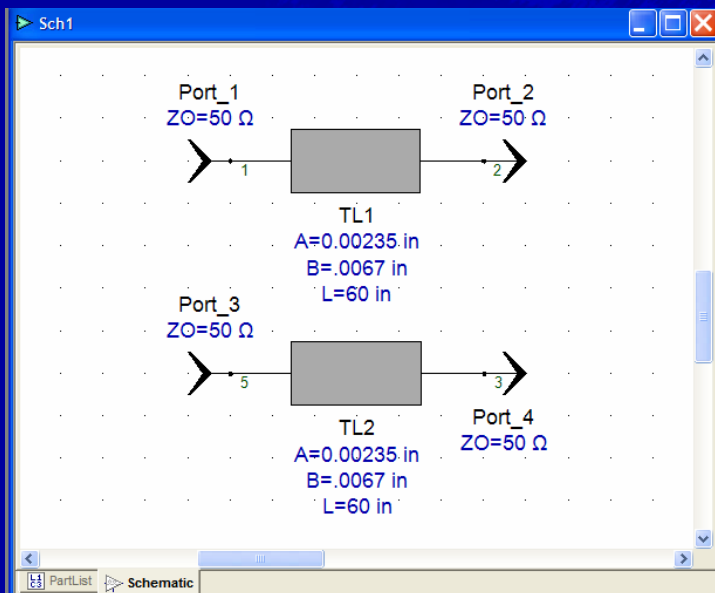 Sch1
Port_1
ZO=50 Ω
Port_2
ZO=50 Ω
1
2
TL1
A=0.00235 in
B=.0067 in
L=60 in
Port_3
ZO=50 Ω
5
3
Port_4
ZO=50 Ω
TL2
A=0.00235 in
B=.0067 in
L=60 in
PartList
Schematic